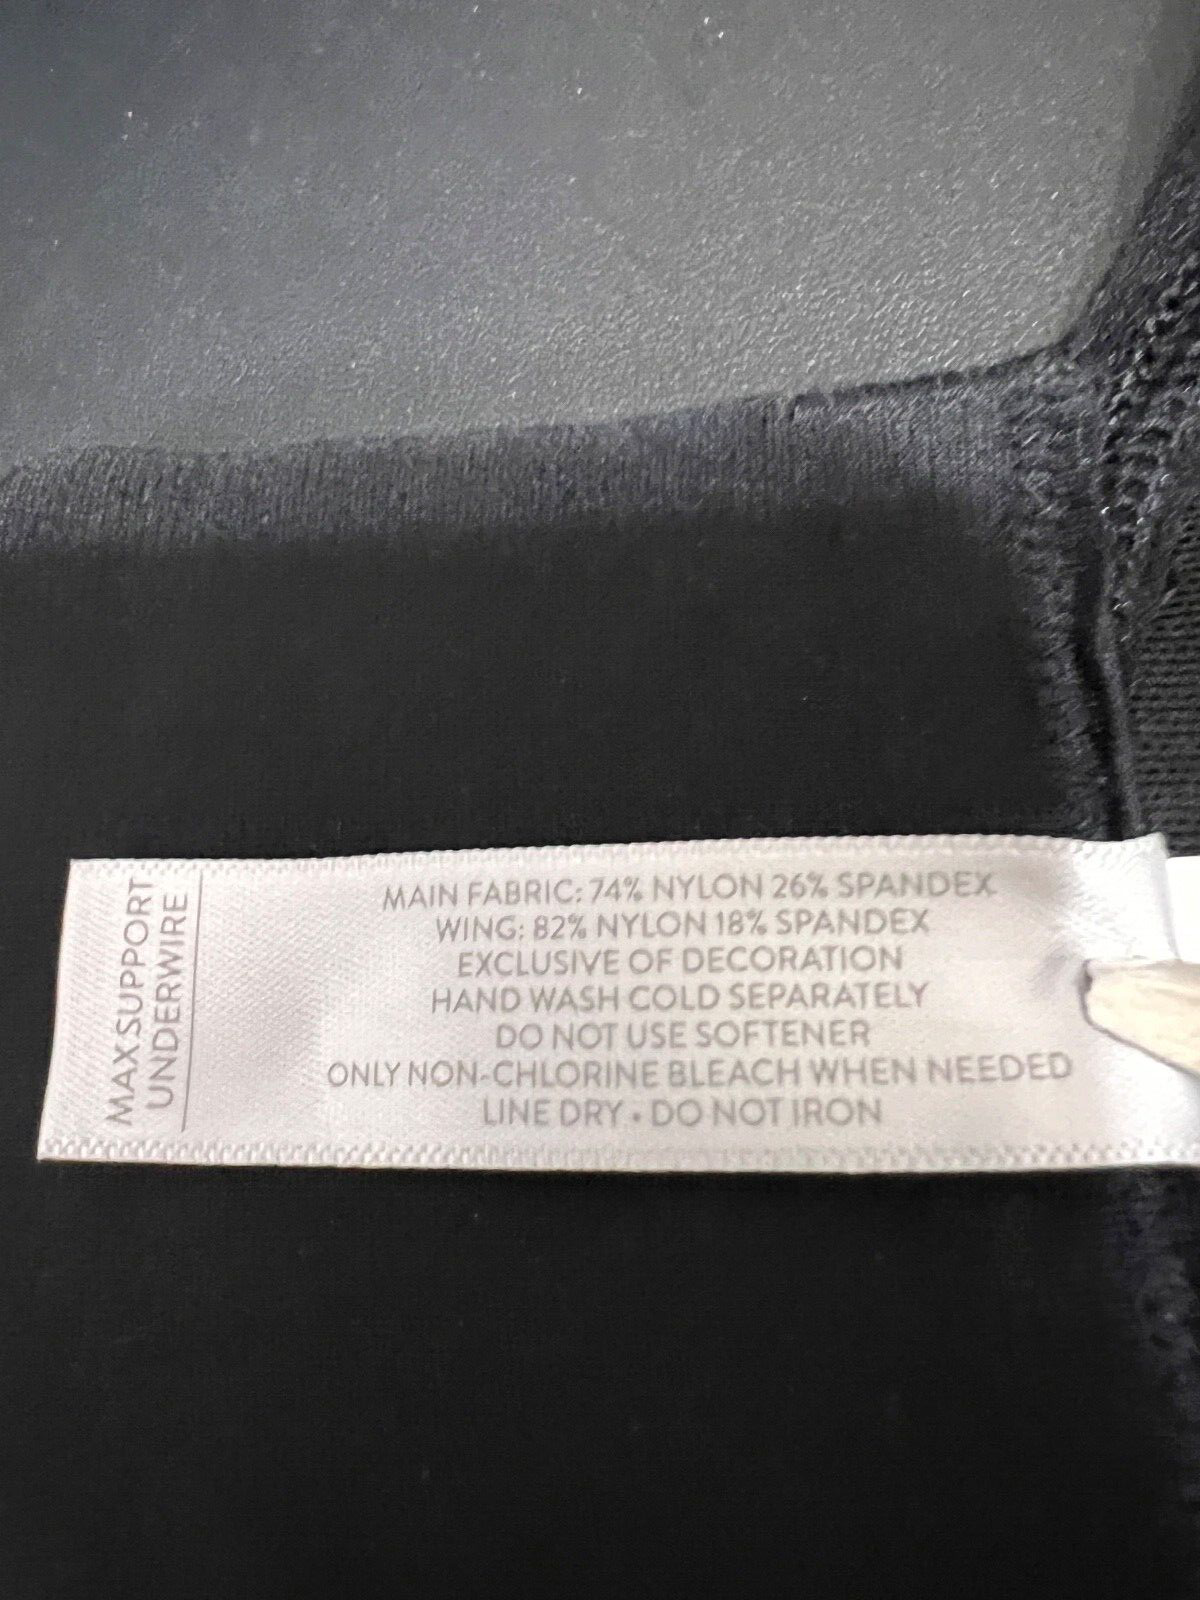 MAX SUPPORT
UNDERWIRE
MAIN FABRIC: 74% NYLON 26% SPANDEX
WING: 82% NYLON 18% SPANDEX
EXCLUSIVE OF DECORATION
HAND WASH COLD SEPARATELY
DO NOT USE SOFTENER
ONLY NON-CHLORINE BLEACH WHEN NEEDED
LINE DRY • DO NOT IRON